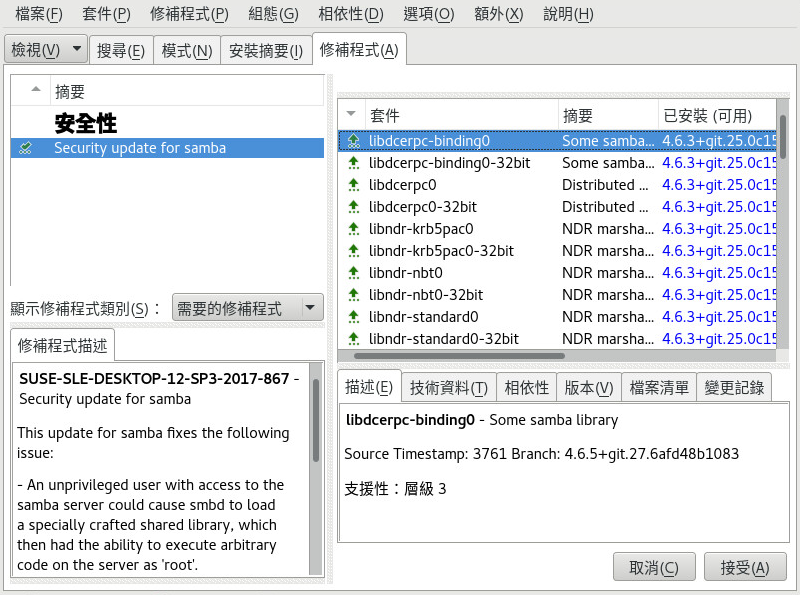 檔案(F) 套件(P) 修補程式(P) 組態(G) 相依性(D) 選項(O) 額外(X) 說明(H)
檢視(V) 搜尋(E) 模式(N) 安裝摘要(I) 修補程式(A)
摘要
安全性
Security update for samba
顯示修補程式類別(S)： 需要的修補程式
修補程式描述
SUSE-SLE-DESKTOP-12-SP3-2017-867 -
Security update for samba
This update for samba fixes the following
issue:
- An unprivileged user with access to the
samba server could cause smbd to load
a specially crafted shared library, which
then had the ability to execute arbitrary
code on the server as 'root'.
套件 摘要 已安裝 (可用)
libdcerpc-binding0 Some samba... 4.6.3+git.25.0c15
libdcerpc-binding0-32bit Some samba... 4.6.3+git.25.0c15
libdcerpc0 Distributed ... 4.6.3+git.25.0c15
libdcerpc0-32bit Distributed ... 4.6.3+git.25.0c15
libndr-krb5pac0 NDR marsha... 4.6.3+git.25.0c15
libndr-krb5pac0-32bit NDR marsha... 4.6.3+git.25.0c15
libndr-nbt0 NDR marsha... 4.6.3+git.25.0c15
libndr-nbt0-32bit NDR marsha... 4.6.3+git.25.0c15
libndr-standard0 NDR marsha... 4.6.3+git.25.0c15
libndr-standard0-32bit NDR marsha... 4.6.3+git.25.0c15
描述(E) 技術資料(T) 相依性 版本(V) 檔案清單 變更記錄
libdcerpc-binding0 - Some samba library
Source Timestamp: 3761 Branch: 4.6.5+git.27.6afd48b1083
支援性：層級 3
取消(C) 接受(A)